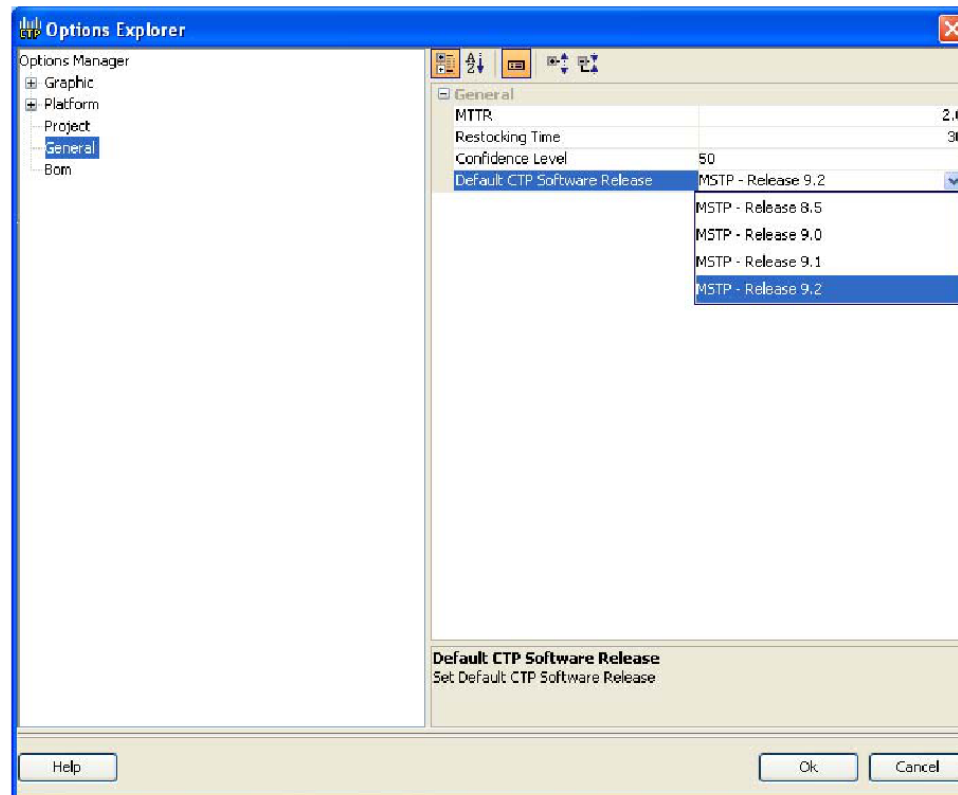 CTP Options Explorer
Options Manager
Graphic
Platform
Project
General
Bom
General
MTTR 2.
Restocking Time 3
Confidence Level 50
Default CTP Software Release MSTP - Release 9.2
MSTP - Release 8.5
MSTP - Release 9.0
MSTP - Release 9.1
MSTP - Release 9.2
Default CTP Software Release
Set Default CTP Software Release
Help Ok Cancel